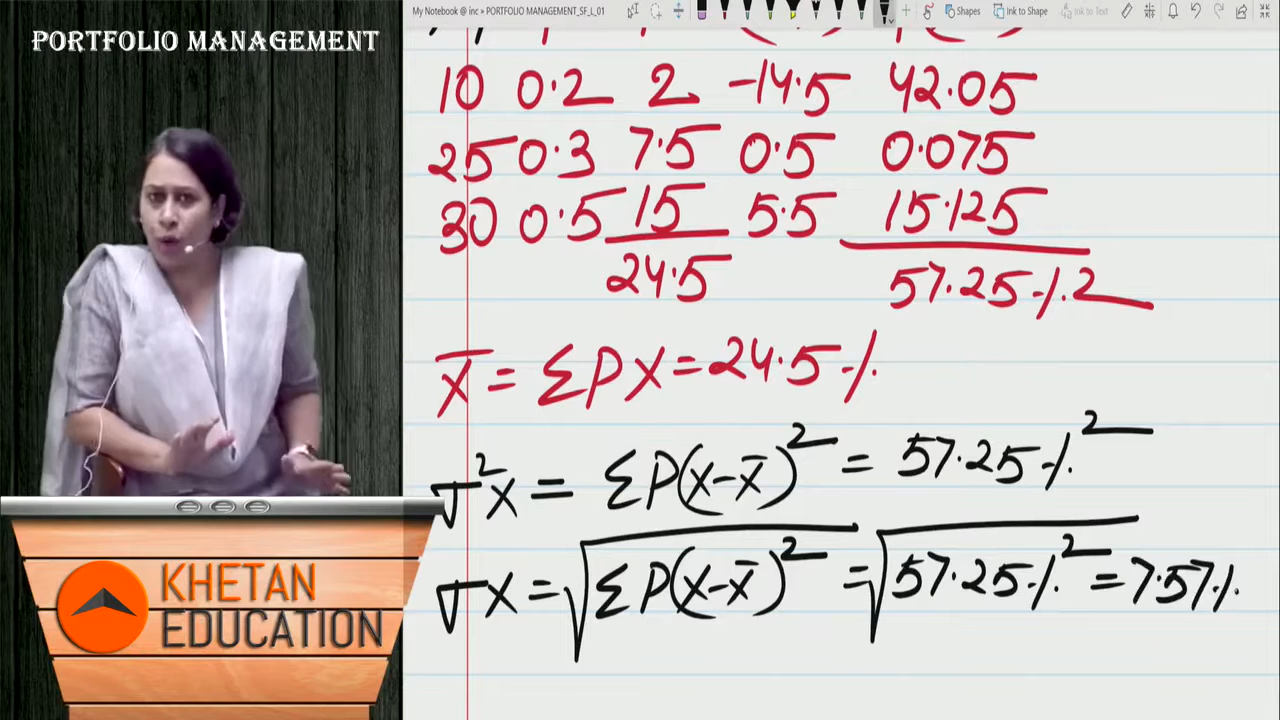 My Notebook @ inc » PORTFOLIO MANAGEMENT_SF_L_01
Shapes
Ink to Shape
Ink to Text
PORTFOLIO MANAGEMENT
10 0.2 2 -14.5 42.05
25 0.3 7.5 0.5 0.075
30 0.5 15 5.5 15.125
24.5 57.25%2
x̄ = ΣPX = 24.5%
σ²x = ΣP(x-x̄)² = 57.25%²
σx = √ΣP(x-x̄)² = √57.25%² = 7.57%
KHETAN
EDUCATION